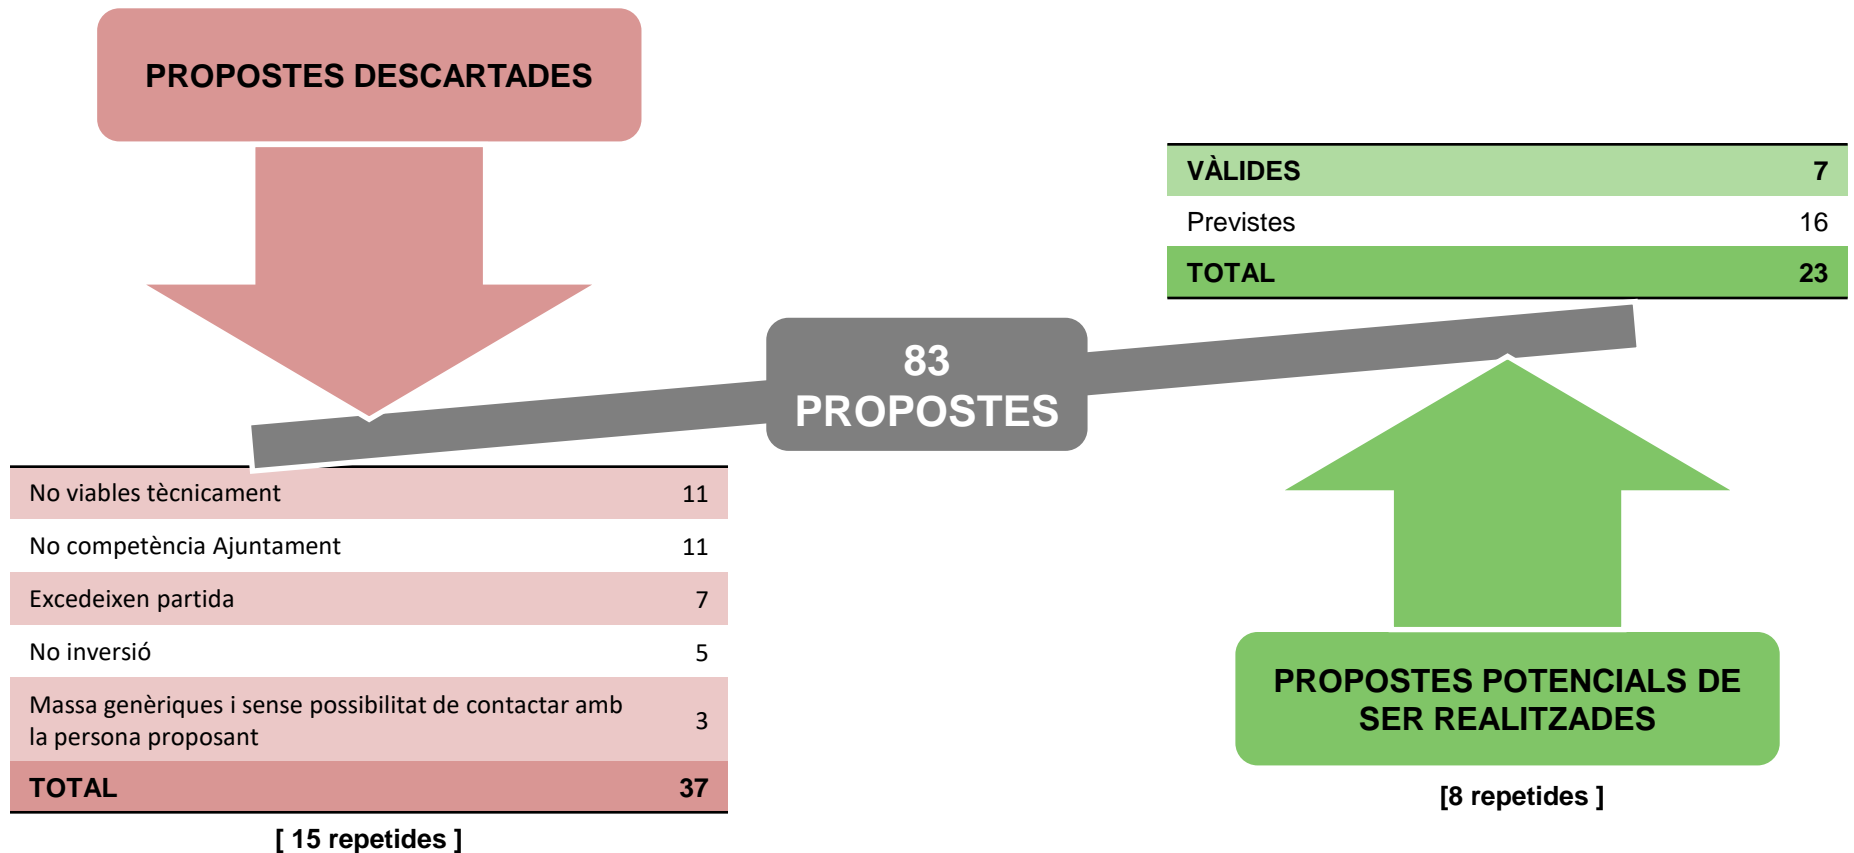 PROPOSTES DESCARTADES
VÀLIDES 7
Previstes 16
TOTAL 23
83
PROPOSTES
No viables tècnicament 11
No competència Ajuntament 11
Excedeixen partida 7
No inversió 5
Massa genèriques i sense possibilitat de contactar amb
la persona proposant 3
TOTAL 37
[ 15 repetides ]
PROPOSTES POTENCIALS DE
SER REALITZADES
[8 repetides ]